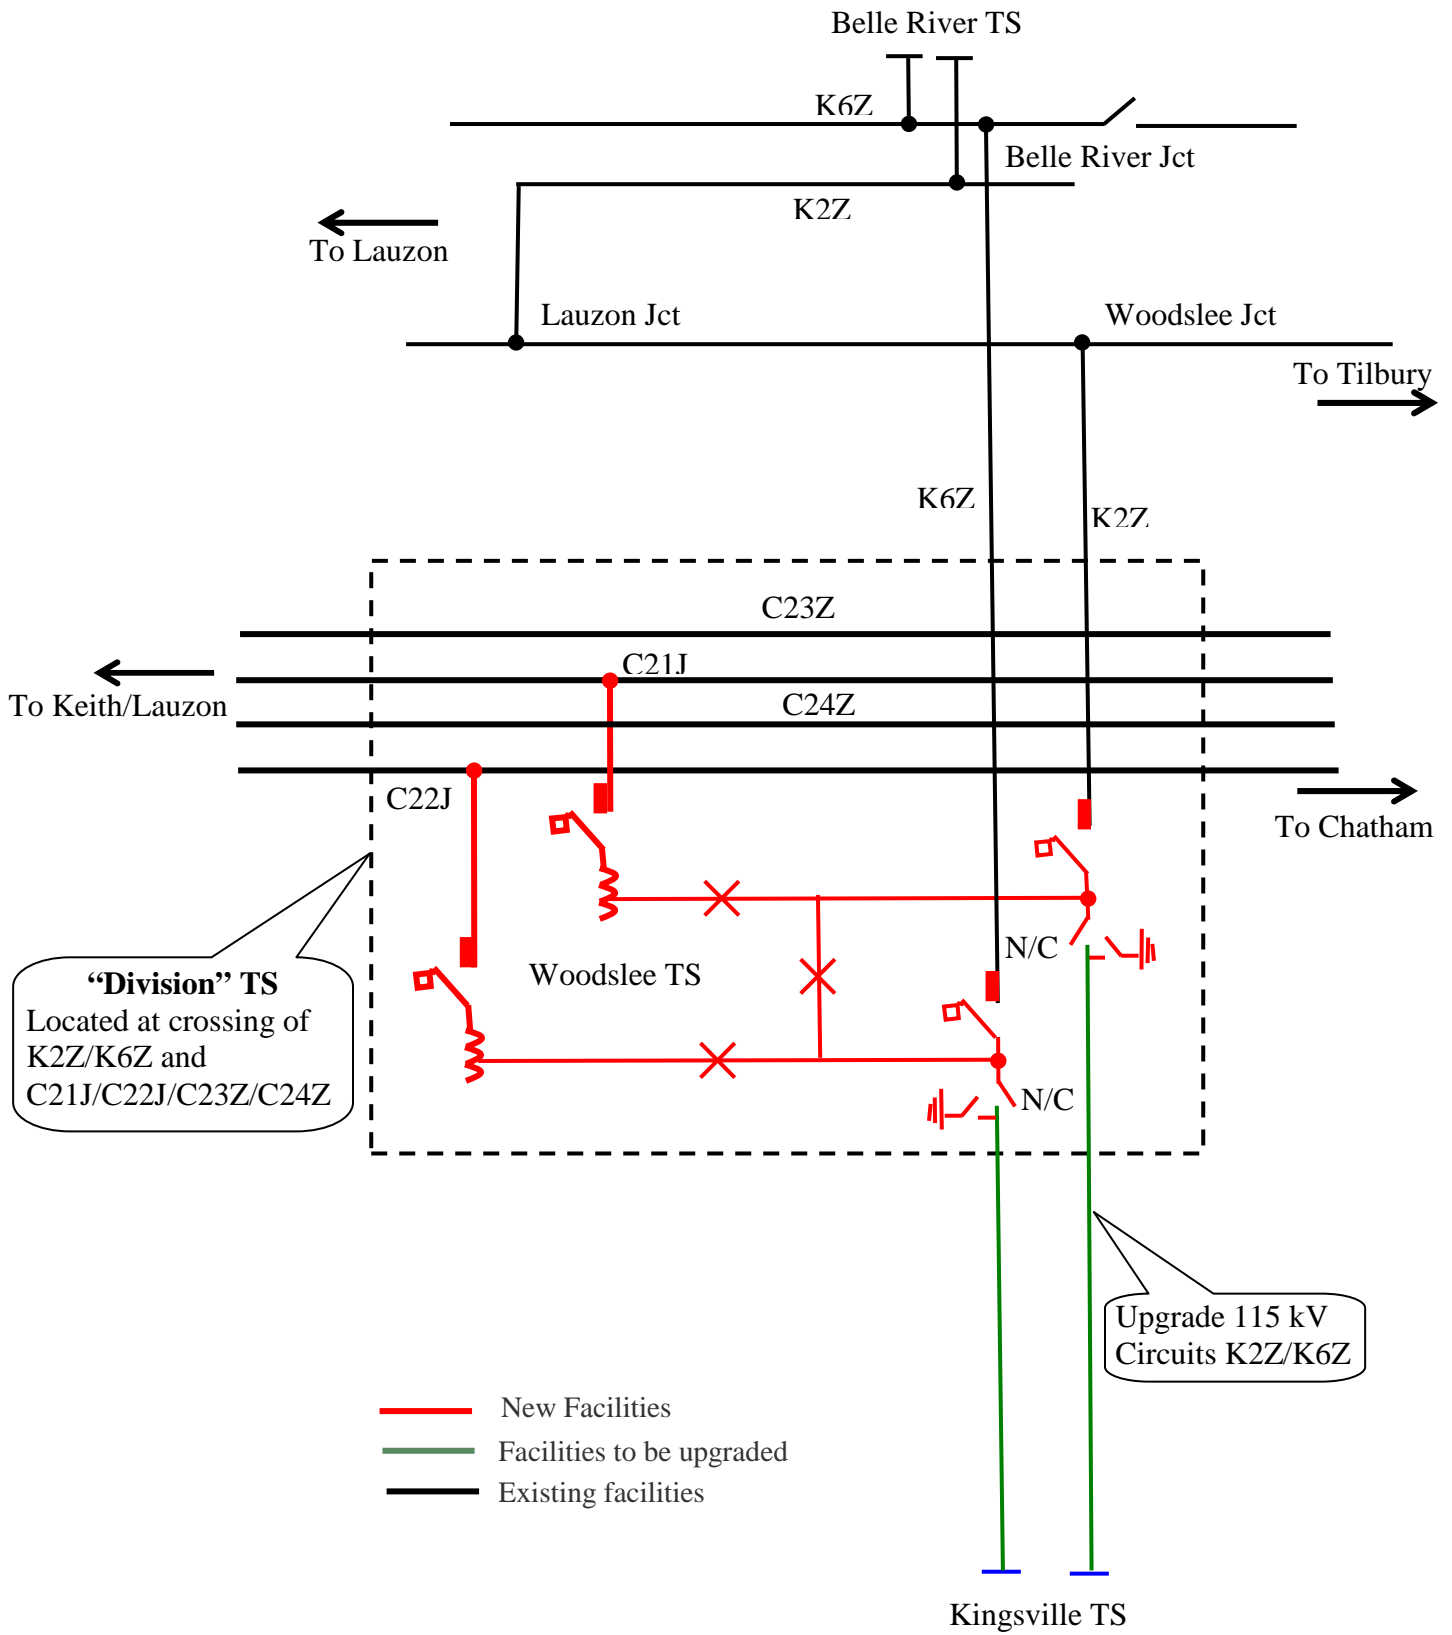 Belle River TS
K6Z
Belle River Jct
K2Z
To Lauzon
Lauzon Jct
Woodslee Jct
To Tilbury
K6Z
K2Z
C23Z
C21J
To Keith/Lauzon
C24Z
C22J
To Chatham
N/C
“Division” TS
Located at crossing of
K2Z/K6Z and
C21J/C22J/C23Z/C24Z
Woodslee TS
N/C
Upgrade 115 kV
Circuits K2Z/K6Z
New Facilities
Facilities to be upgraded
Existing facilities
Kingsville TS